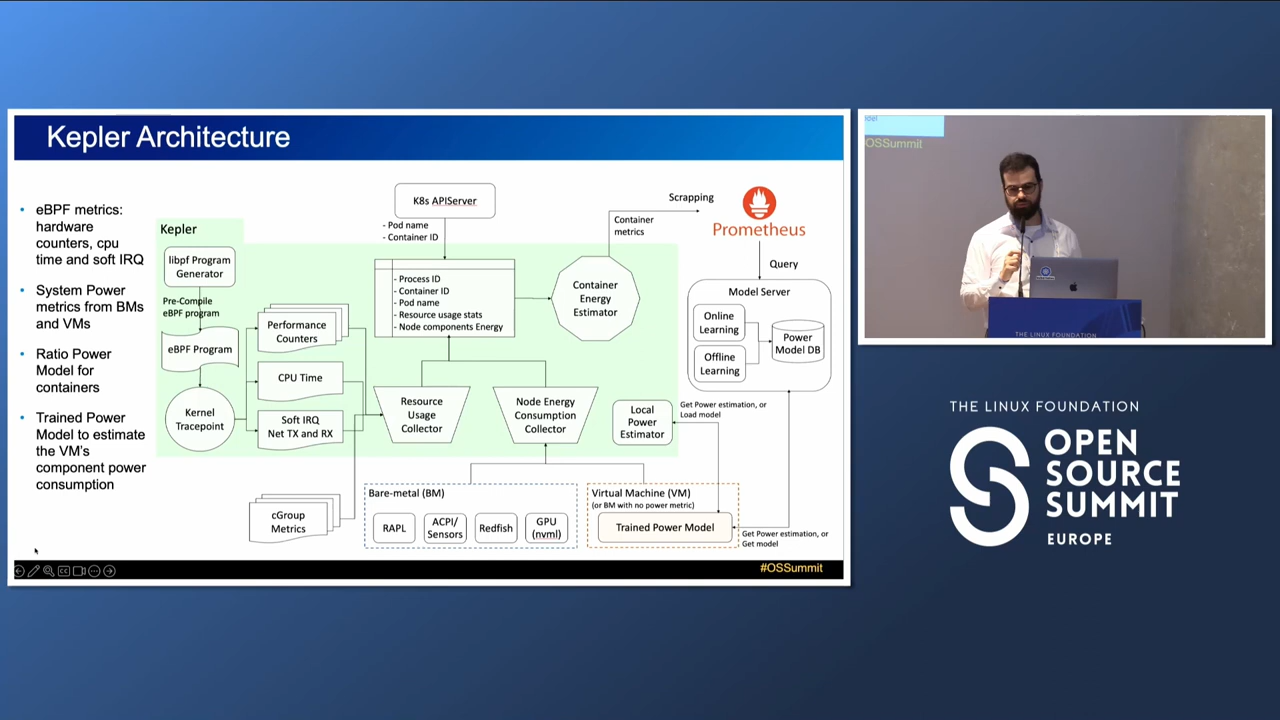 Kepler Architecture
• eBPF metrics:
hardware
counters, cpu
time and soft IRQ
• System Power
metrics from BMs
and VMs
• Ratio Power
Model for
containers
• Trained Power
Model to estimate
the VM's
component power
consumption
Kepler
libpf Program
Generator
Pre-Compile
eBPF program
eBPF Program
Kernel
Tracepoint
Performance
Counters
CPU Time
Soft IRQ
Net TX and RX
cGroup
Metrics
K8s APIServer
- Pod name
- Container ID
- Process ID
- Container ID
- Pod name
- Resource usage stats
- Node components Energy
Resource
Usage
Collector
Node Energy
Consumption
Collector
Container
Energy
Estimator
Container
metrics
Scrapping
Prometheus
Query
Model Server
Online
Learning
Offline
Learning
Power
Model DB
Local
Power
Estimator
Get Power estimation, or
Load model
Bare-metal (BM)
RAPL
ACPI/
Sensors
Redfish
GPU
(nvml)
Virtual Machine (VM)
(or BM with no power metric)
Trained Power Model
Get Power estimation, or
Get model
#OSSummit
OSSummit
THE LINUX FOUNDATION
THE LINUX FOUNDATION
OPEN
SOURCE
SUMMIT
EUROPE